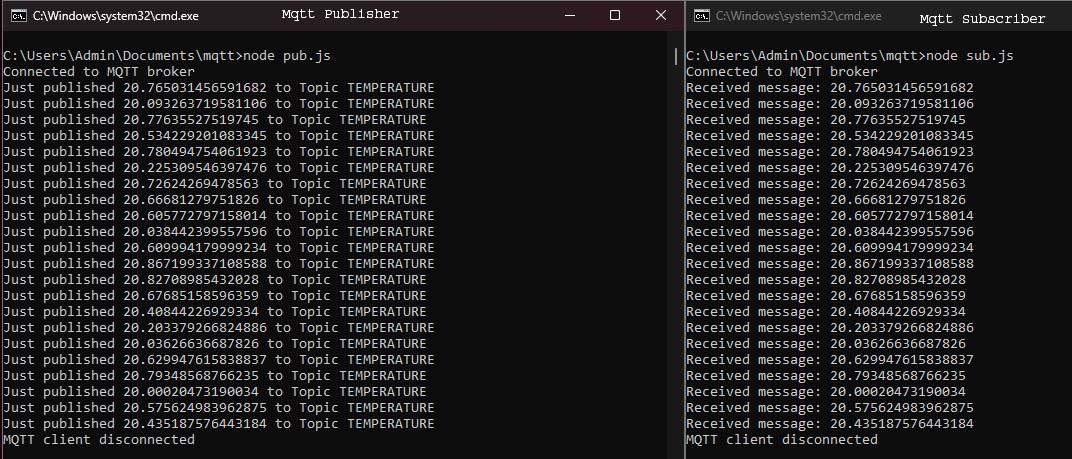 C:\Windows\system32\cmd.exe
Mqtt Publisher
C:\Users\Admin\Documents\mqtt>node pub.js
Connected to MQTT broker
Just published 20.765031456591682 to Topic TEMPERATURE
Just published 20.093263719581106 to Topic TEMPERATURE
Just published 20.77635527519745 to Topic TEMPERATURE
Just published 20.534229201083345 to Topic TEMPERATURE
Just published 20.780494754061923 to Topic TEMPERATURE
Just published 20.225309546397476 to Topic TEMPERATURE
Just published 20.72624269478563 to Topic TEMPERATURE
Just published 20.66681279751826 to Topic TEMPERATURE
Just published 20.605772797158014 to Topic TEMPERATURE
Just published 20.038442399557596 to Topic TEMPERATURE
Just published 20.609994179999234 to Topic TEMPERATURE
Just published 20.867199337108588 to Topic TEMPERATURE
Just published 20.82708985432028 to Topic TEMPERATURE
Just published 20.67685158596359 to Topic TEMPERATURE
Just published 20.40844226929334 to Topic TEMPERATURE
Just published 20.203379266824886 to Topic TEMPERATURE
Just published 20.03626636687826 to Topic TEMPERATURE
Just published 20.629947615838837 to Topic TEMPERATURE
Just published 20.79348568766235 to Topic TEMPERATURE
Just published 20.00020473190034 to Topic TEMPERATURE
Just published 20.575624983962875 to Topic TEMPERATURE
Just published 20.435187576443184 to Topic TEMPERATURE
MQTT client disconnected
C:\Windows\system32\cmd.exe
Mqtt Subscriber
C:\Users\Admin\Documents\mqtt>node sub.js
Connected to MQTT broker
Received message: 20.765031456591682
Received message: 20.093263719581106
Received message: 20.77635527519745
Received message: 20.534229201083345
Received message: 20.780494754061923
Received message: 20.225309546397476
Received message: 20.72624269478563
Received message: 20.66681279751826
Received message: 20.605772797158014
Received message: 20.038442399557596
Received message: 20.609994179999234
Received message: 20.867199337108588
Received message: 20.82708985432028
Received message: 20.67685158596359
Received message: 20.40844226929334
Received message: 20.203379266824886
Received message: 20.03626636687826
Received message: 20.629947615838837
Received message: 20.79348568766235
Received message: 20.00020473190034
Received message: 20.575624983962875
Received message: 20.435187576443184
MQTT client disconnected